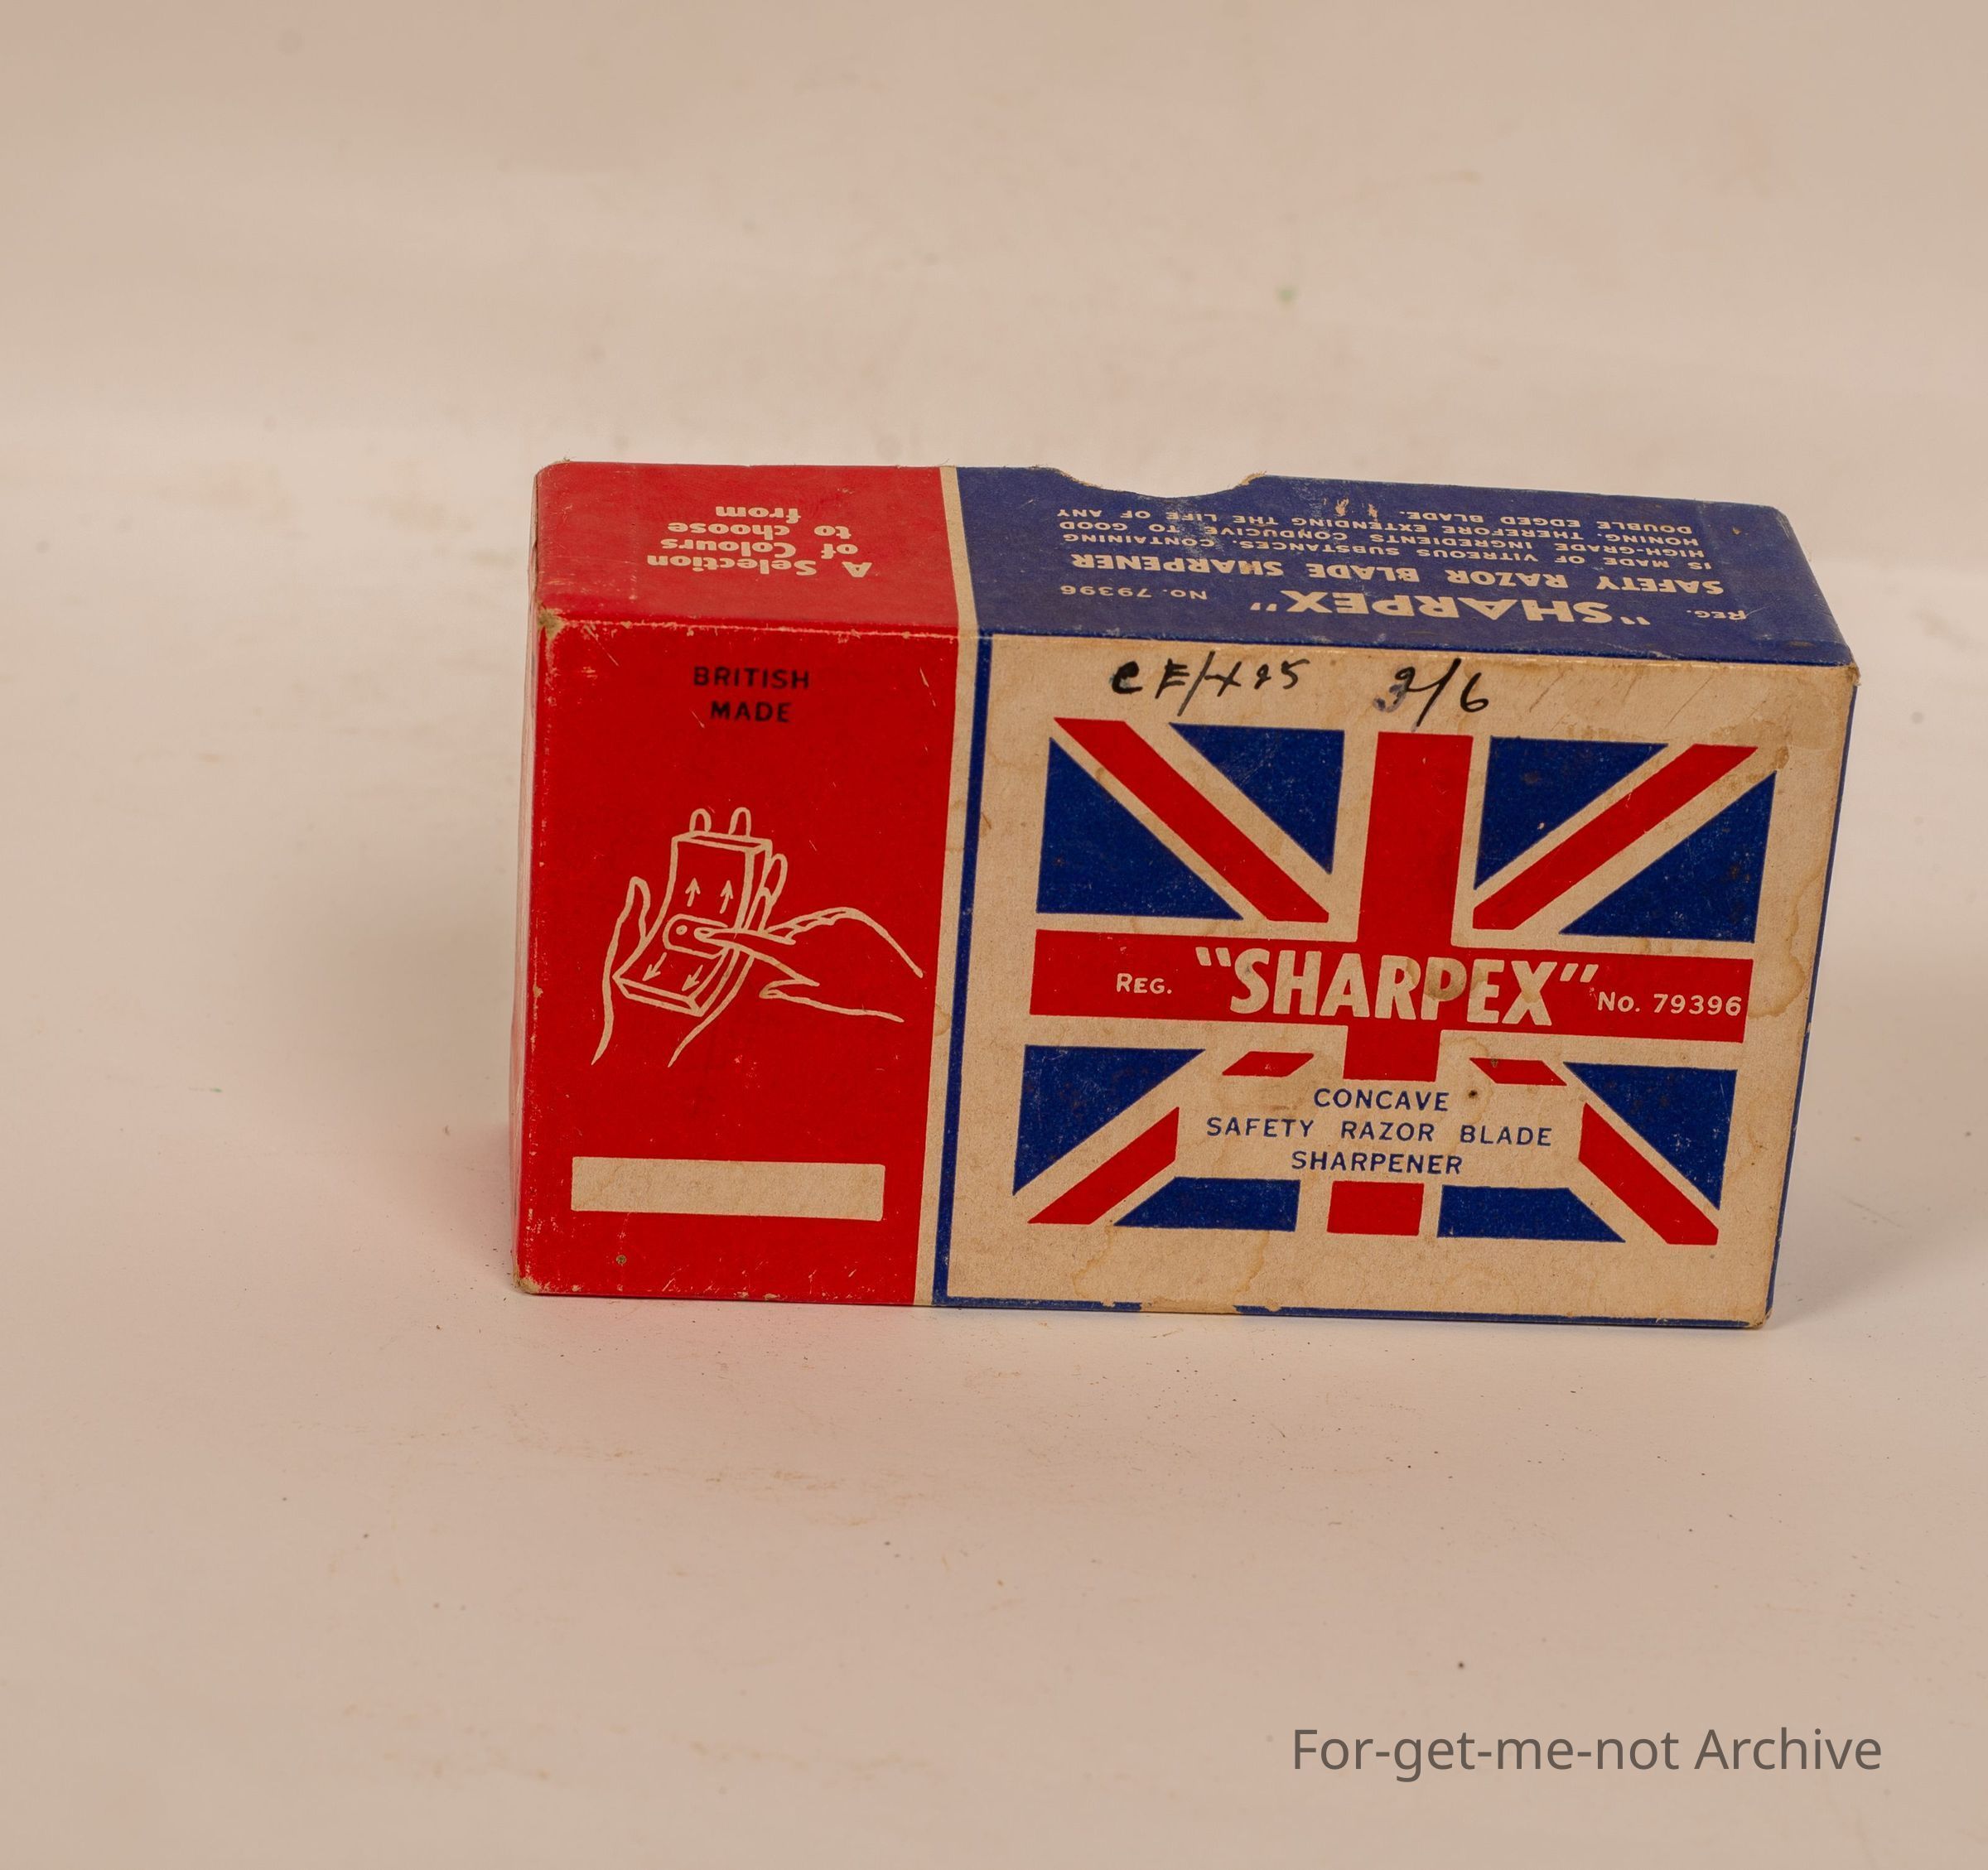 A Selection
of Colours
to choose
from
REG. "SHARPEX" No. 79396
SAFETY RAZOR BLADE SHARPENER
IS MADE OF VITREOUS SUBSTANCES, CONTAINING
HIGH-GRADE INGREDIENTS CONDUCIVE TO GOOD
HONING. THEREFORE EXTENDING THE LIFE OF ANY
DOUBLE EDGED BLADE.
BRITISH
MADE
/6
REG. "SHARPEX" No. 79396
CONCAVE
SAFETY RAZOR BLADE
SHARPENER
For-get-me-not Archive